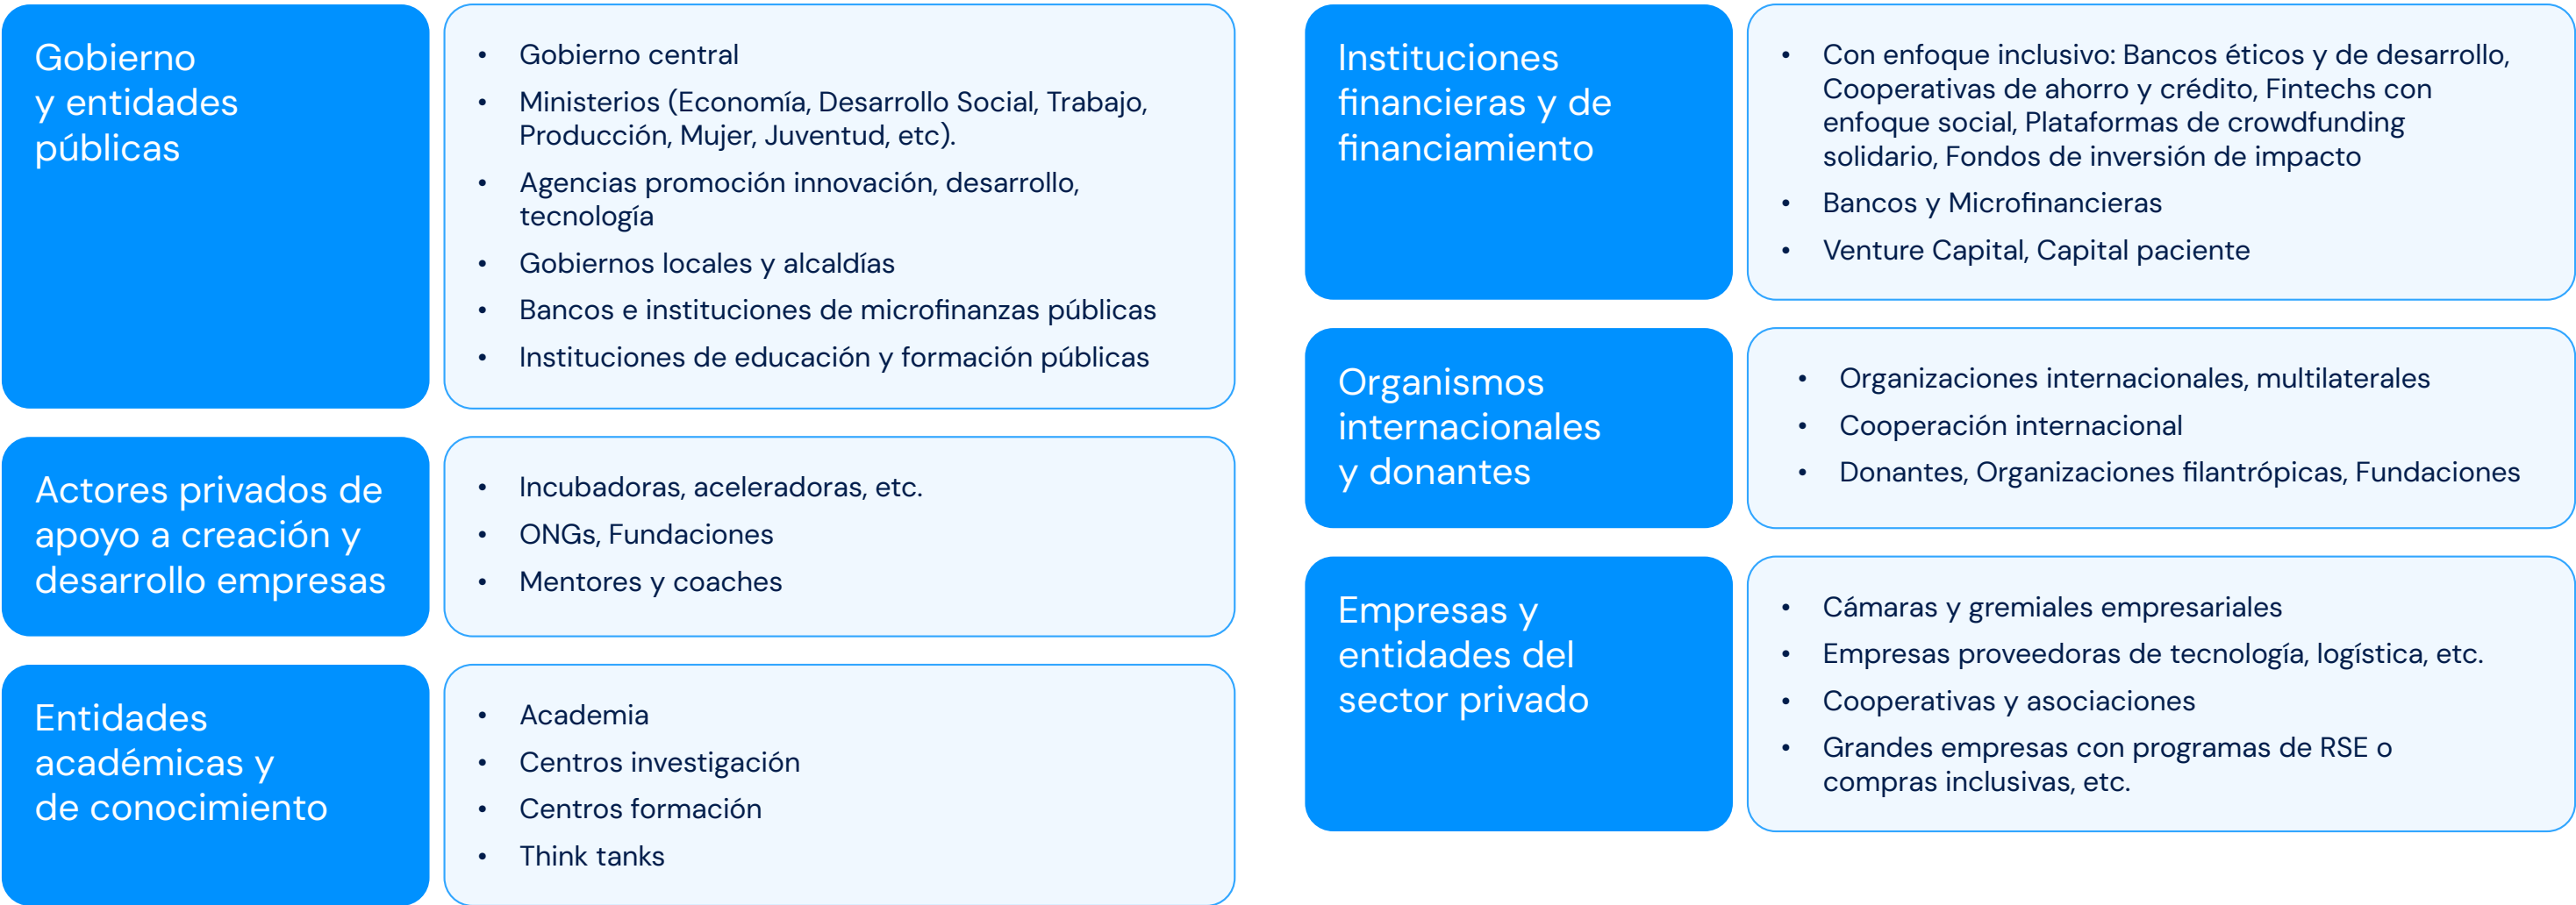 Gobierno
y entidades
públicas
• Gobierno central
• Ministerios (Economía, Desarrollo Social, Trabajo,
Producción, Mujer, Juventud, etc).
• Agencias promoción innovación, desarrollo,
tecnología
• Gobiernos locales y alcaldías
• Bancos e instituciones de microfinanzas públicas
• Instituciones de educación y formación públicas
Actores privados de
apoyo a creación y
desarrollo empresas
• Incubadoras, aceleradoras, etc.
• ONGs, Fundaciones
• Mentores y coaches
Entidades
académicas y
de conocimiento
• Academia
• Centros investigación
• Centros formación
• Think tanks
Instituciones
financieras y de
financiamiento
• Con enfoque inclusivo: Bancos éticos y de desarrollo,
Cooperativas de ahorro y crédito, Fintechs con
enfoque social, Plataformas de crowdfunding
solidario, Fondos de inversión de impacto
• Bancos y Microfinancieras
• Venture Capital, Capital paciente
Organismos
internacionales
y donantes
• Organizaciones internacionales, multilaterales
• Cooperación internacional
• Donantes, Organizaciones filantrópicas, Fundaciones
Empresas y
entidades del
sector privado
• Cámaras y gremiales empresariales
• Empresas proveedoras de tecnología, logística, etc.
• Cooperativas y asociaciones
• Grandes empresas con programas de RSE o
compras inclusivas, etc.